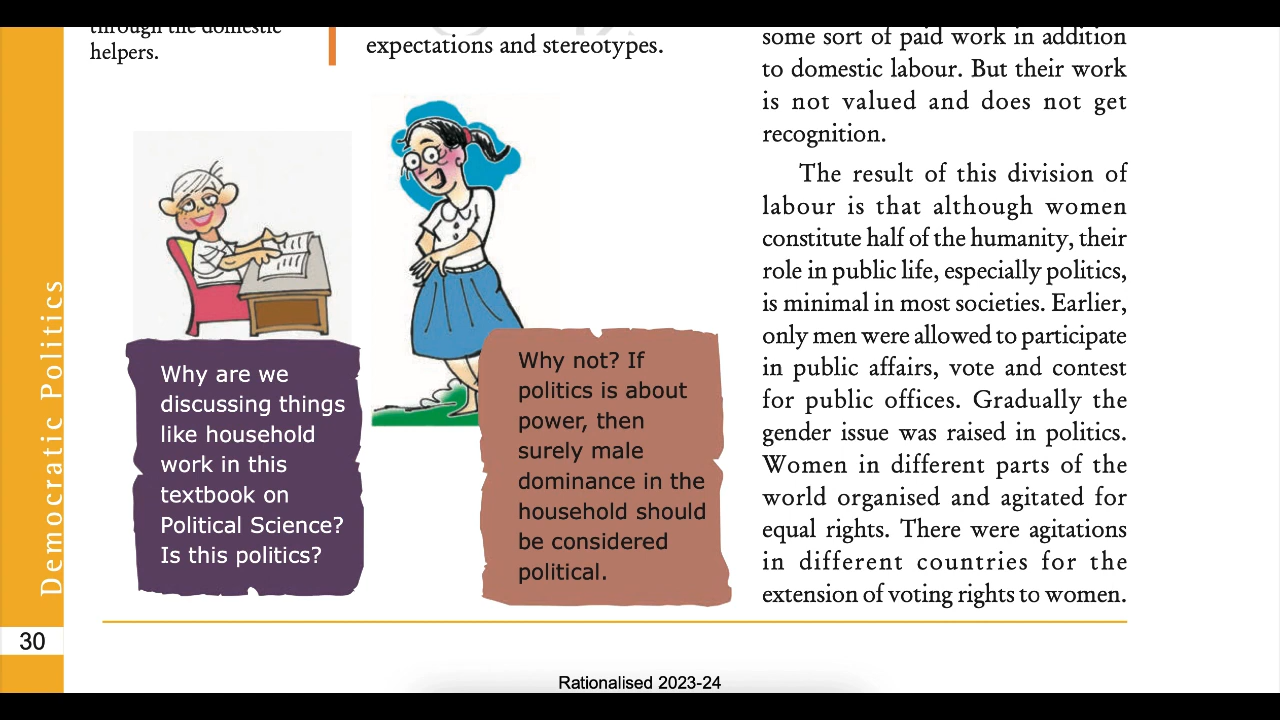 through the domestic
helpers.
expectations and stereotypes.
Why are we
discussing things
like household
work in this
textbook on
Political Science?
Is this politics?
Why not? If
politics is about
power, then
surely male
dominance in the
household should
be considered
political.
some sort of paid work in addition
to domestic labour. But their work
is not valued and does not get
recognition.
The result of this division of
labour is that although women
constitute half of the humanity, their
role in public life, especially politics,
is minimal in most societies. Earlier,
only men were allowed to participate
in public affairs, vote and contest
for public offices. Gradually the
gender issue was raised in politics.
Women in different parts of the
world organised and agitated for
equal rights. There were agitations
in different countries for the
extension of voting rights to women.
Democratic Politics
30
Rationalised 2023-24